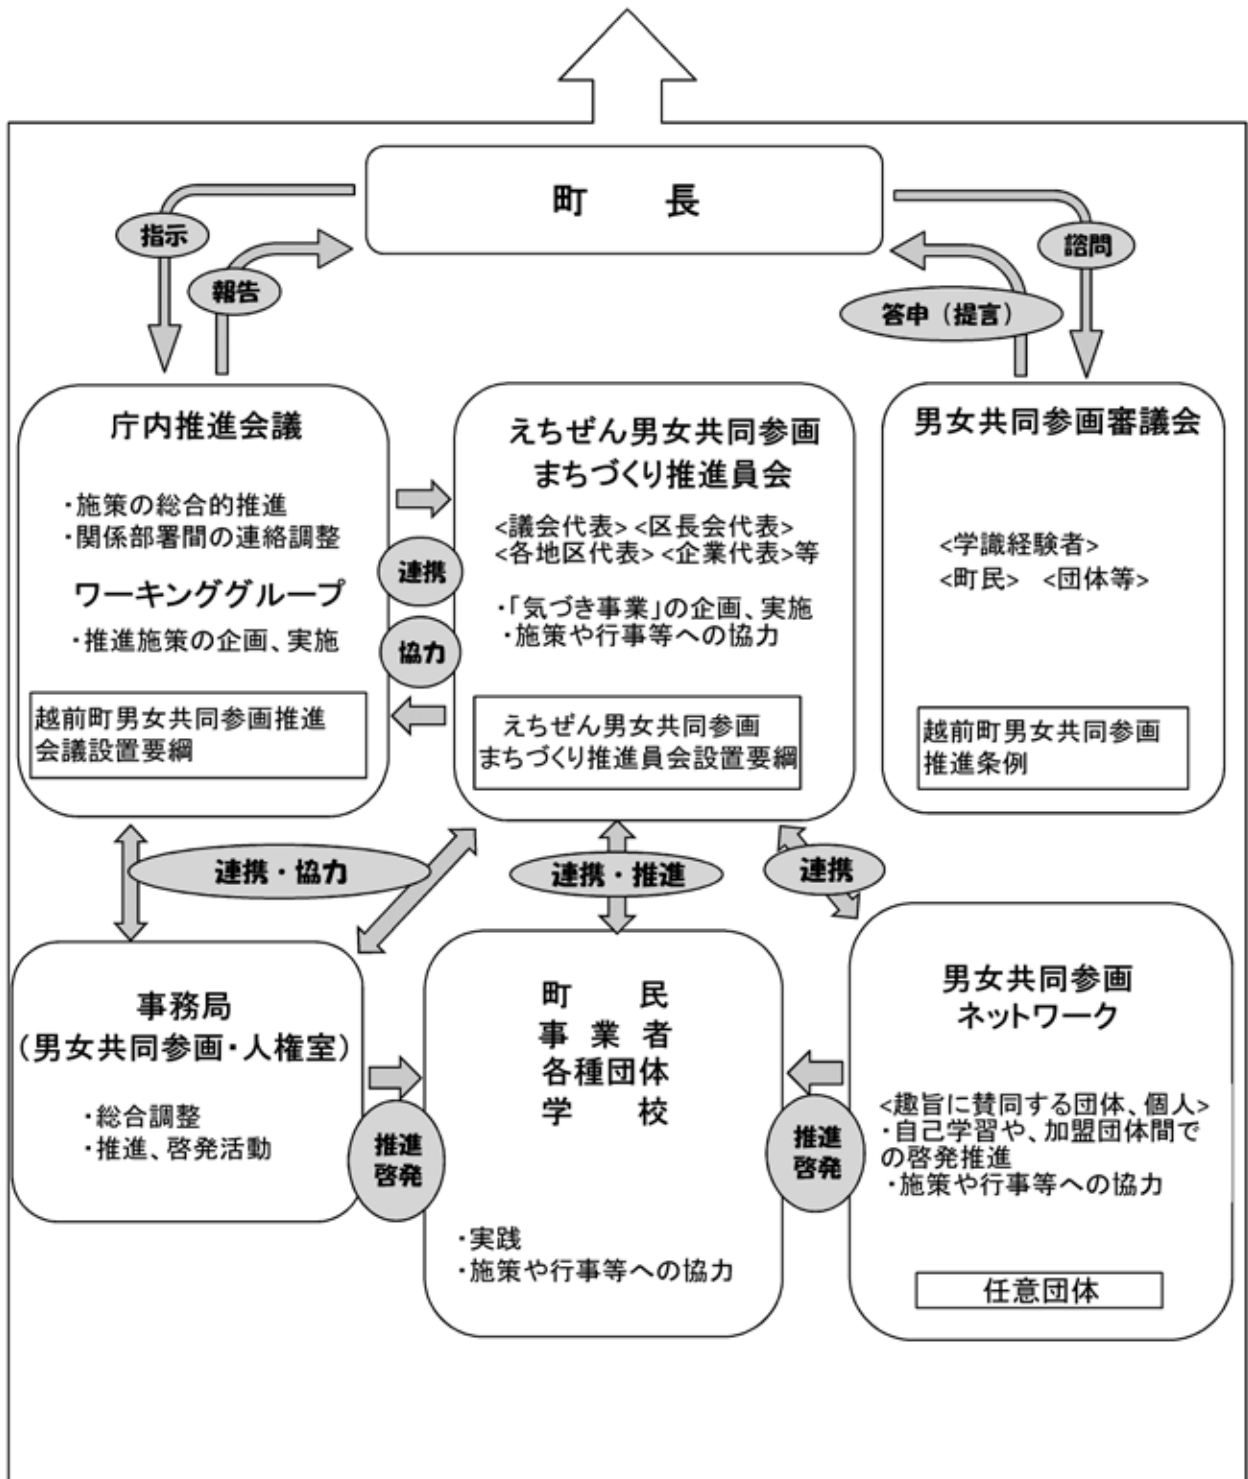 町　　長
指示
報告
諮問
答申（提言）
庁内推進会議
・施策の総合的推進
・関係部署間の連絡調整
ワーキンググループ
・推進施策の企画、実施
越前町男女共同参画推進
会議設置要綱
連携
協力
えちぜん男女共同参画
まちづくり推進員会
<議会代表> <区長会代表>
<各地区代表> <企業代表>等
・「気づき事業」の企画、実施
・施策や行事等への協力
えちぜん男女共同参画
まちづくり推進員会設置要綱
男女共同参画審議会
<学識経験者>
<町民>　<団体等>
越前町男女共同参画
推進条例
連携・協力
連携・推進
連携
事務局
（男女共同参画・人権室）
・総合調整
・推進、啓発活動
推進
啓発
町　　民
事　業　者
各種団体
学　　校
・実践
・施策や行事等への協力
推進
啓発
男女共同参画
ネットワーク
<趣旨に賛同する団体、個人>
・自己学習や、加盟団体間で
の啓発推進
・施策や行事等への協力
任意団体